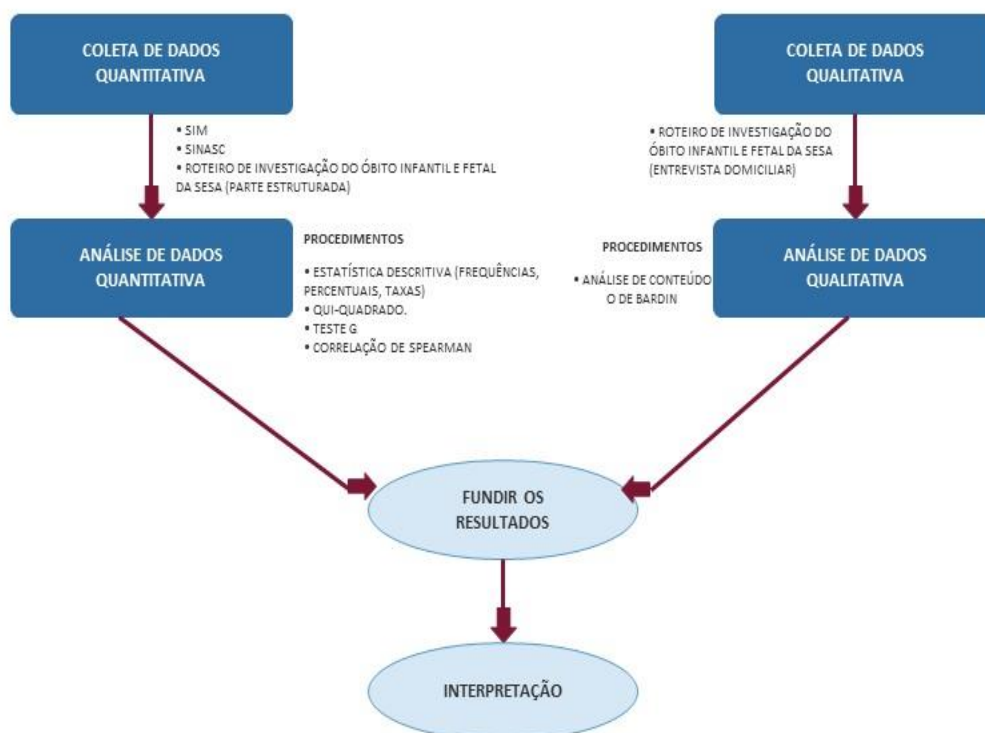 COLETA DE DADOS
QUANTITATIVA
COLETA DE DADOS
QUALITATIVA
• SIM
• SINASC
• ROTEIRO DE INVESTIGAÇÃO DO ÓBITO INFANTIL E FETAL
DA SESA (PARTE ESTRUTURADA)
• ROTEIRO DE INVESTIGAÇÃO DO
ÓBITO INFANTIL E FETAL DA SESA
(ENTREVISTA DOMICILIAR)
ANÁLISE DE DADOS
QUANTITATIVA
PROCEDIMENTOS
• ESTATÍSTICA DESCRITIVA (FREQUÊNCIAS,
PERCENTUAIS, TAXAS)
• QUI-QUADRADO.
• TESTE G
• CORRELAÇÃO DE SPEARMAN
PROCEDIMENTOS
• ANÁLISE DE CONTEÚDO
O DE BARDIN
ANÁLISE DE DADOS
QUALITATIVA
FUNDIR OS
RESULTADOS
INTERPRETAÇÃO